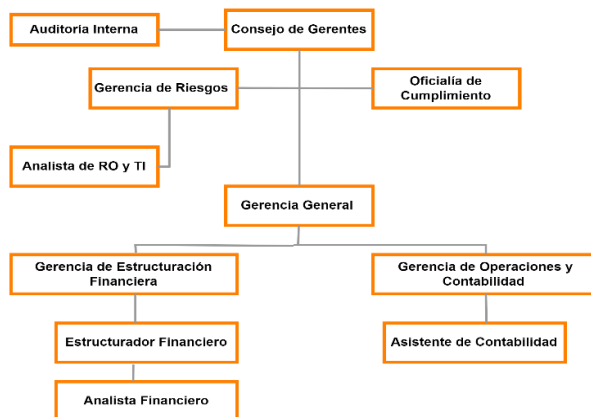 Auditoria Interna
Consejo de Gerentes
Gerencia de Riesgos
Oficialía de
Cumplimiento
Analista de RO y TI
Gerencia General
Gerencia de Estructuración
Financiera
Gerencia de Operaciones y
Contabilidad
Estructurador Financiero
Asistente de Contabilidad
Analista Financiero